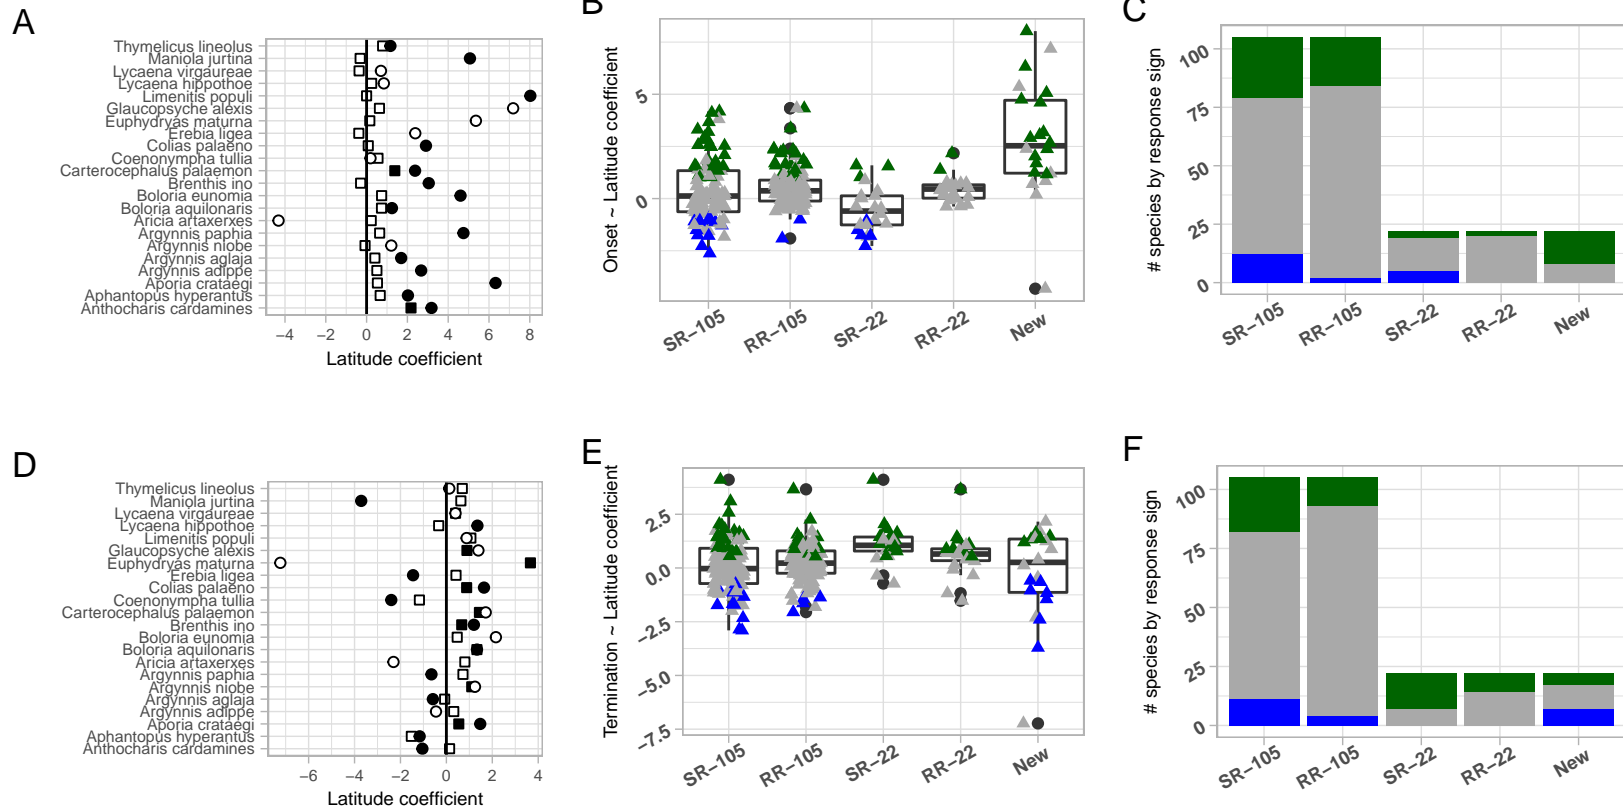 A
Thymelicus lineolus
Maniola jurtina
Lycaena virgaureae
Lycaena hippothoe
Limenitis populi
Glaucopsyche alexis
Euphydryas maturna
Erebia ligea
Colias palaeno
Coenonympha tullia
Carterocephalus palaemon
Brenthis ino
Boloria eunomia
Boloria aquilonaris
Aricia artaxerxes
Argynnis paphia
Argynnis niobe
Argynnis aglaja
Argynnis adippe
Aporia crataegi
Aphantopus hyperantus
Anthocharis cardamines
−4 −2 0 2 4 6 8
Latitude coefficient
B
Onset ~ Latitude coefficient
5
0
SR−105 RR−105 SR−22 RR−22 New
C
# species by response sign
100
75
50
25
0
SR−105 RR−105 SR−22 RR−22 New
D
Thymelicus lineolus
Maniola jurtina
Lycaena virgaureae
Lycaena hippothoe
Limenitis populi
Glaucopsyche alexis
Euphydryas maturna
Erebia ligea
Colias palaeno
Coenonympha tullia
Carterocephalus palaemon
Brenthis ino
Boloria eunomia
Boloria aquilonaris
Aricia artaxerxes
Argynnis paphia
Argynnis niobe
Argynnis aglaja
Argynnis adippe
Aporia crataegi
Aphantopus hyperantus
Anthocharis cardamines
−6 −4 −2 0 2 4
Latitude coefficient
E
Termination ~ Latitude coefficient
2.5
0.0
−2.5
−5.0
−7.5
SR−105 RR−105 SR−22 RR−22 New
F
# species by response sign
100
75
50
25
0
SR−105 RR−105 SR−22 RR−22 New